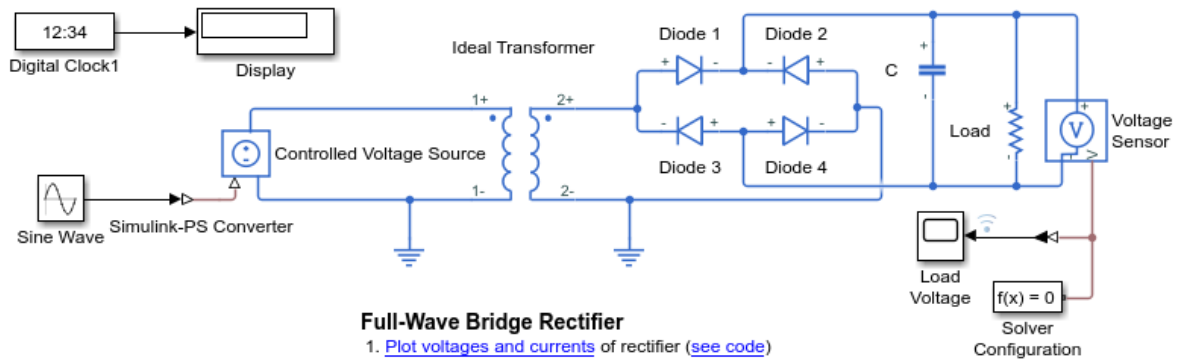 12:34
Digital Clock1
Display
Ideal Transformer
Diode 1
Diode 2
+
-
-
+
1+
2+
C
+
-
-
+
+
-
Diode 3
Diode 4
Load
+
-
V
+
-
V
Voltage
Sensor
Controlled Voltage Source
1-
2-
Sine Wave
Simulink-PS Converter
Load
Voltage
f(x) = 0
Solver
Configuration
Full-Wave Bridge Rectifier
1. Plot voltages and currents of rectifier (see code)